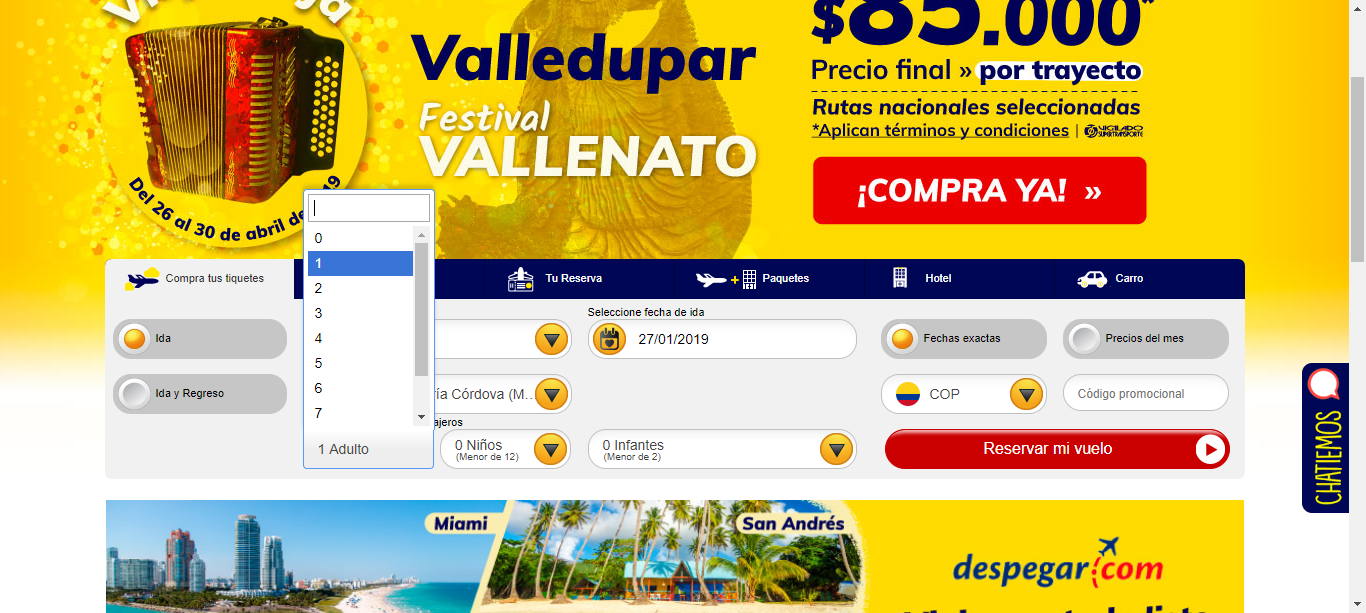 $85.000*
Valledupar
Precio final » por trayecto
Festival
VALLENATO
Rutas nacionales seleccionadas
*Aplican términos y condiciones | VIGILADO
SUPERTRANSPORTE
¡COMPRA YA! »
Del 26 al 30 de abril de
0
1
2
3
4
5
6
7
1 Adulto
Compra tus tiquetes
Tu Reserva
+
Paquetes
Hotel
Carro
Seleccione fecha de ida
Ida
27/01/2019
Fechas exactas
Precios del mes
Ida y Regreso
ía Córdova (M...
COP
Código promocional
ajeros
0 Niños
(Menor de 12)
0 Infantes
(Menor de 2)
Reservar mi vuelo
CHATIEMOS
Miami
San Andrés
despegar.com